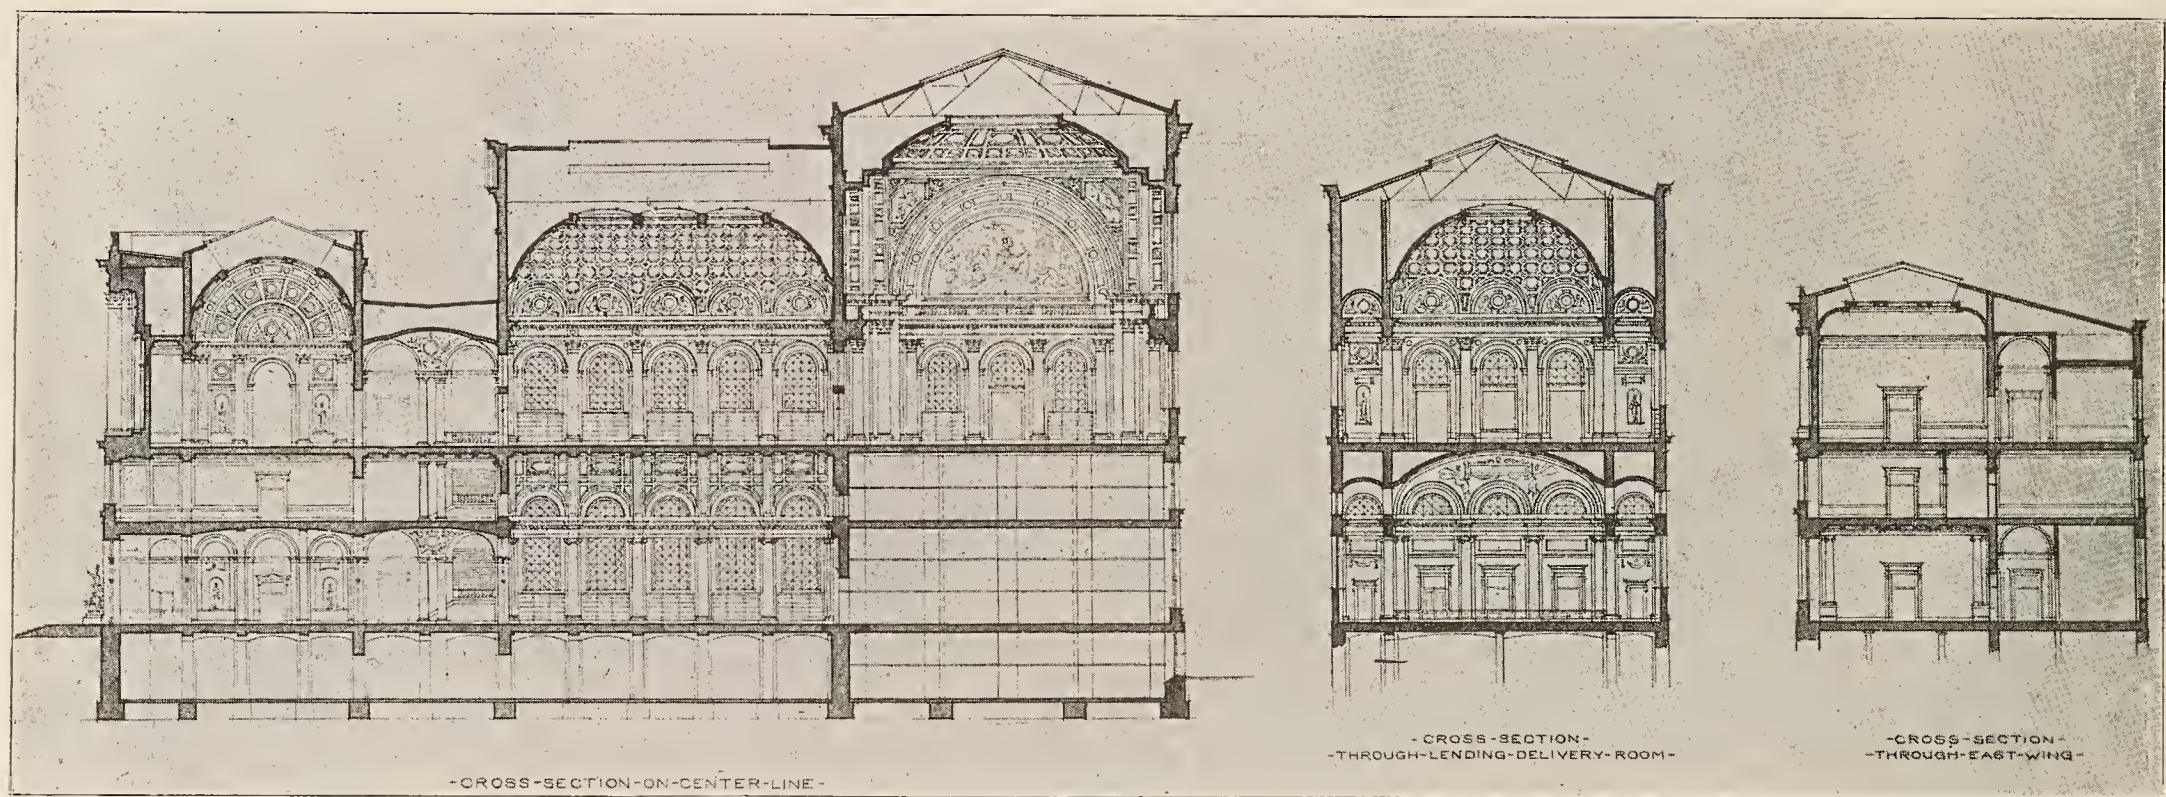 -CROSS-SECTION-ON-CENTER-LINE-
-CROSS-SECTION-
-THROUGH-LENDING-DELIVERY-ROOM-
-CROSS-SECTION-
-THROUGH-EAST-WING-